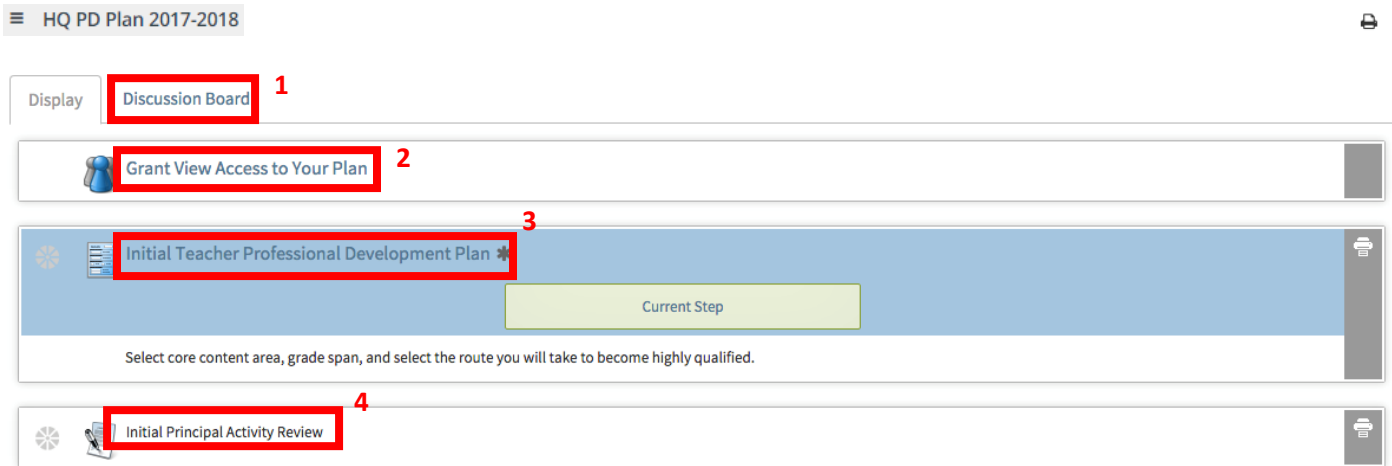 HQ PD Plan 2017-2018
Display
Discussion Board
1
Grant View Access to Your Plan
2
3
Initial Teacher Professional Development Plan ✱
Current Step
Select core content area, grade span, and select the route you will take to become highly qualified.
4
Initial Principal Activity Review